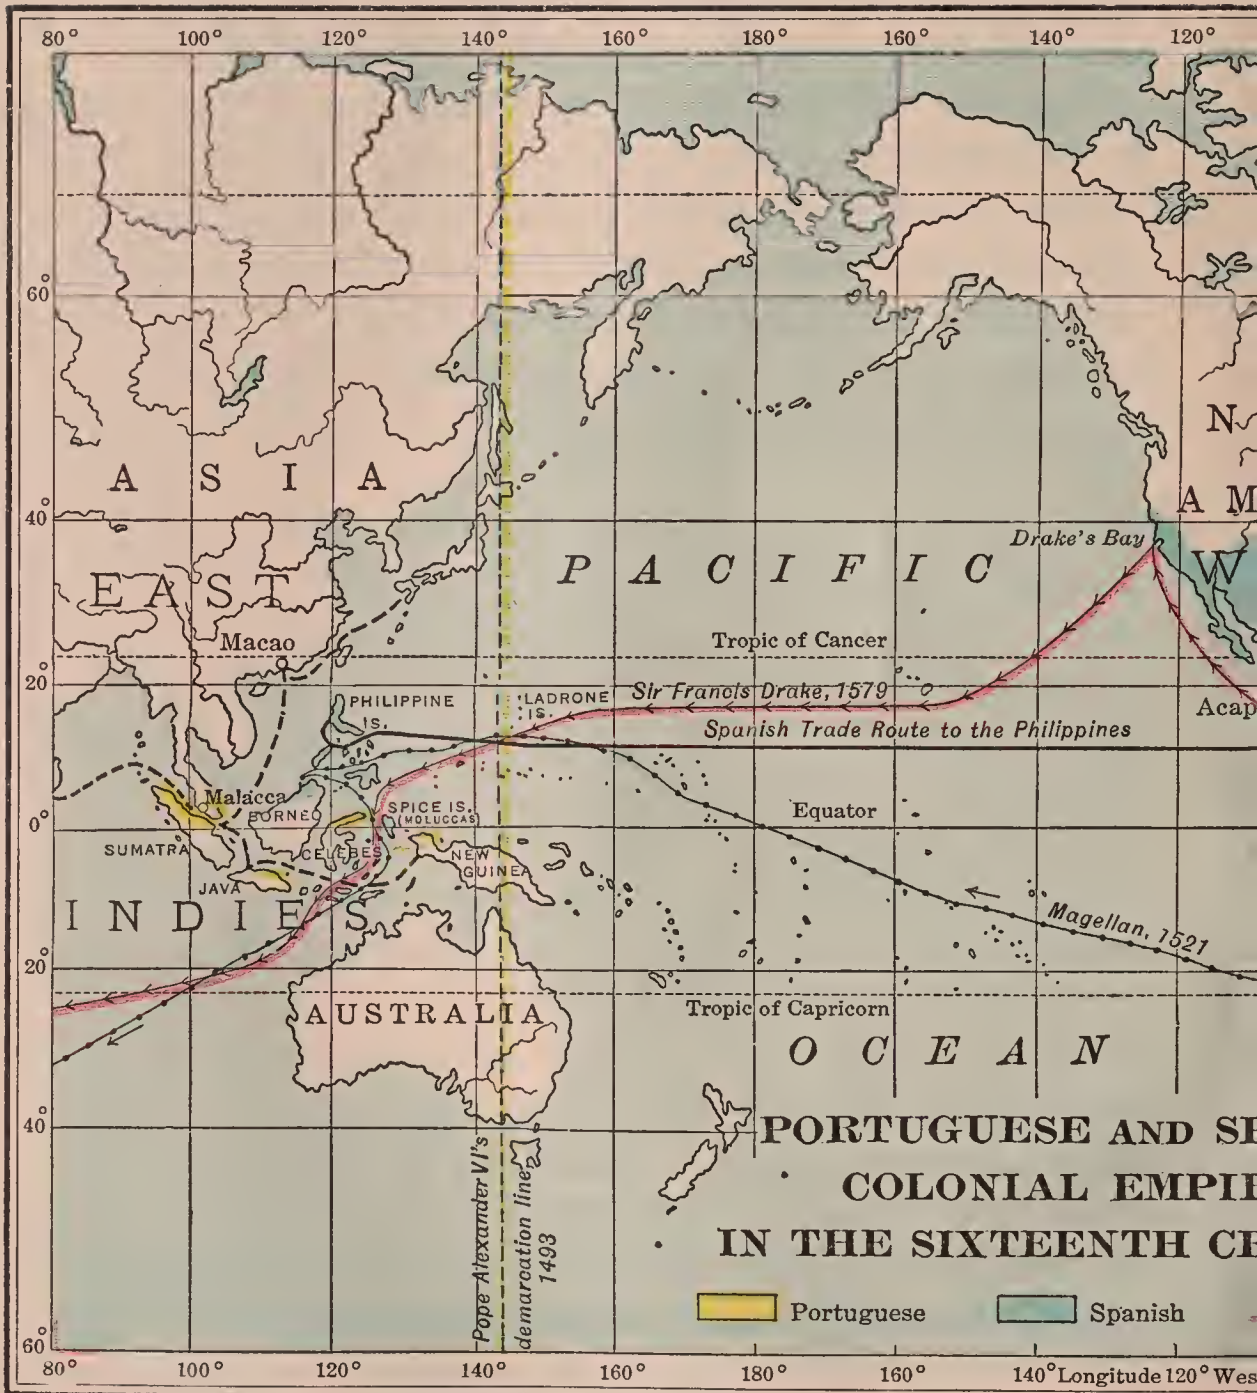 80° 100° 120° 140° 160° 180° 160° 140° 120°
60°
N
ASIA
40°
AM
Drake's Bay
PACIFIC
W
EAST
Macao
Tropic of Cancer
20°
PHILIPPINE
IS.
LADRONE
IS.
Sir Francis Drake, 1579
Acap
Spanish Trade Route to the Philippines
Malacca
BORNEO
SPICE IS.
(MOLUCCAS)
Equator
0°
SUMATRA
CELEBES
NEW
GUINEA
JAVA
INDIES
Magellan, 1521
20°
AUSTRALIA
Tropic of Capricorn
OCEAN
40°
PORTUGUESE AND SP
COLONIAL EMPIR
IN THE SIXTEENTH CE
Pope Alexander VI's
demarcation line,
1493
Portuguese
Spanish
60°
80° 100° 120° 140° 160° 180° 160° 140° Longitude 120° Wes